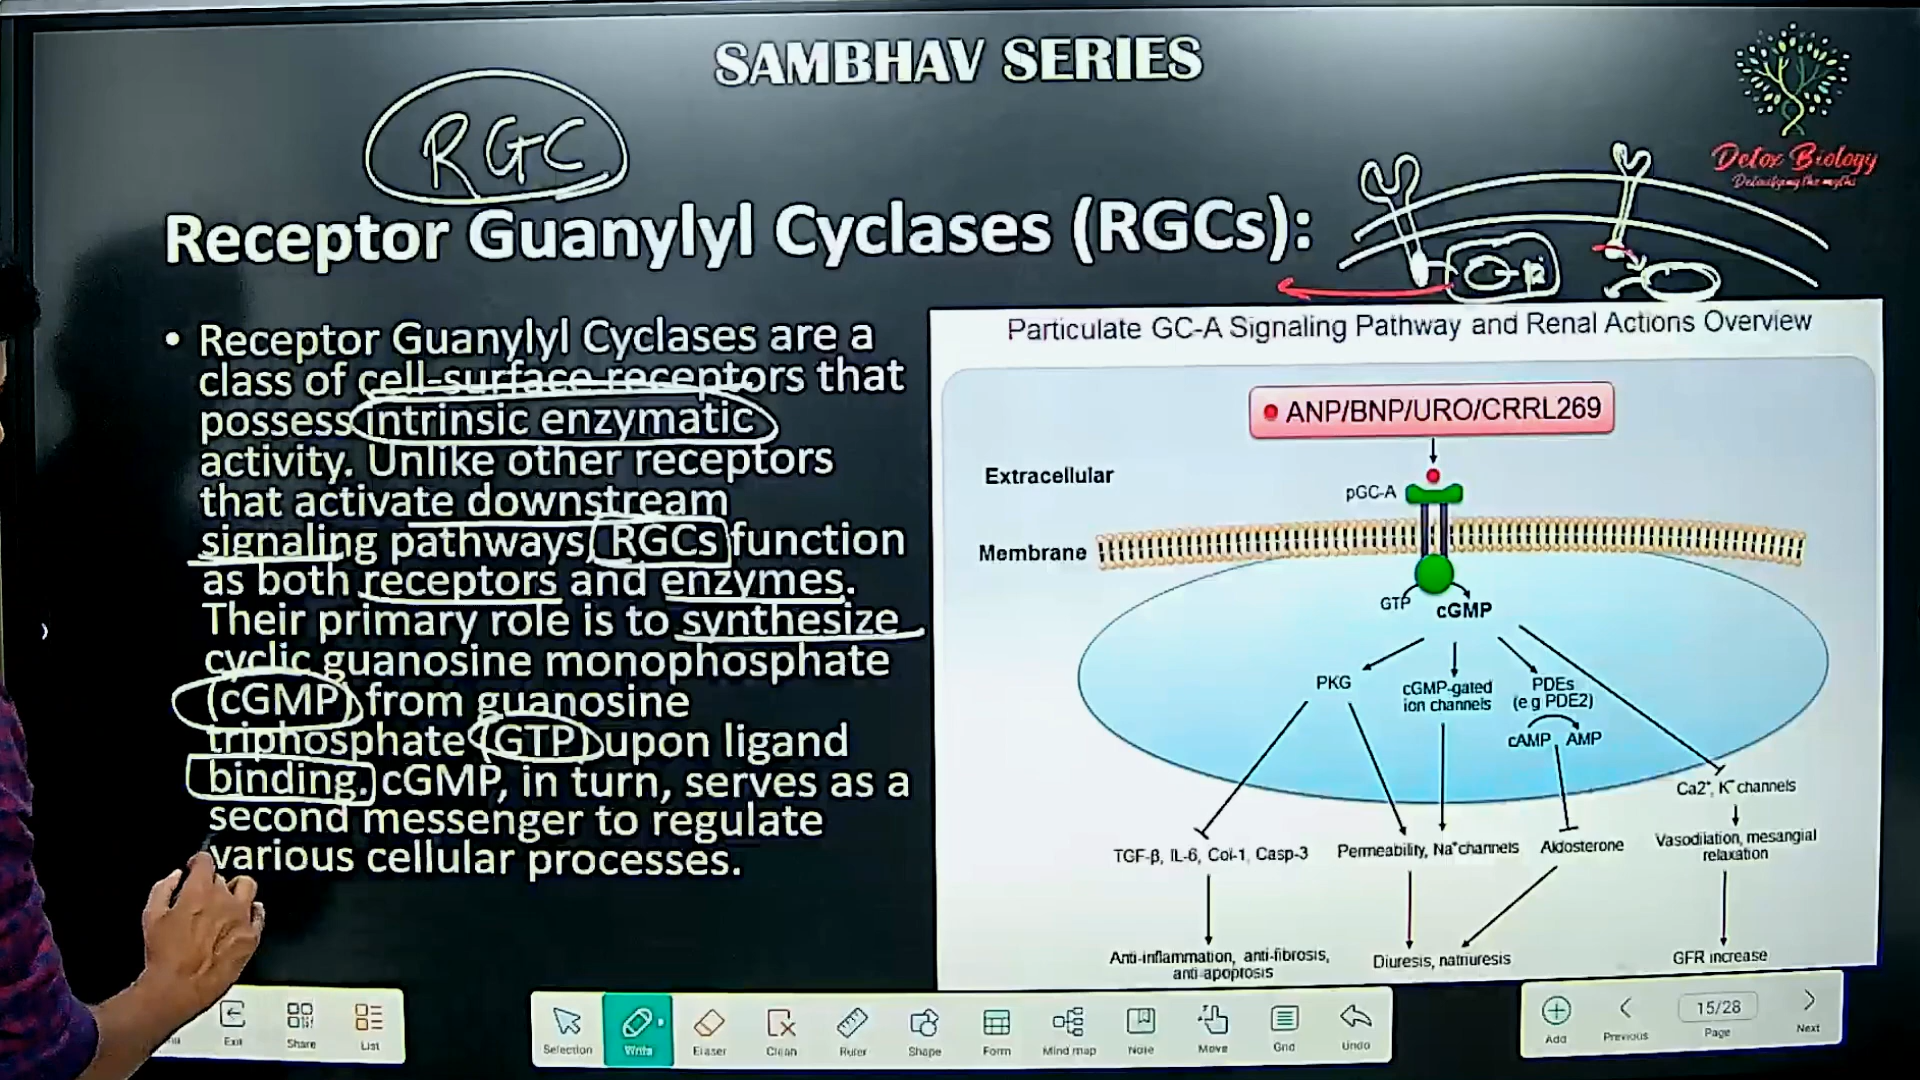 SAMBHAV SERIES
RGC
Detox Biology
Detoxifying the myths
Receptor Guanylyl Cyclases (RGCs):
• Receptor Guanylyl Cyclases are a
class of cell-surface receptors that
possess intrinsic enzymatic
activity. Unlike other receptors
that activate downstream
signaling pathways, RGCs function
as both receptors and enzymes.
Their primary role is to synthesize
cyclic guanosine monophosphate
(cGMP) from guanosine
triphosphate (GTP) upon ligand
binding. cGMP, in turn, serves as a
second messenger to regulate
various cellular processes.
Particulate GC-A Signaling Pathway and Renal Actions Overview
ANP/BNP/URO/CRRL269
Extracellular
pGC-A
Membrane
GTP
cGMP
PKG
cGMP-gated
ion channels
PDEs
(e.g PDE2)
cAMP AMP
Ca2+, K+ channels
TGF-β, IL-6, Col-1, Casp-3
Permeability, Na+channels
Aldosterone
Vasodilation, mesangial
relaxation
Anti-inflammation, anti-fibrosis,
anti-apoptosis
Diuresis, natriuresis
GFR increase
Exit Share List
Selection Write Eraser Clean Ruler Shape Form Mind map Note Move Grid Undo
Add Previous 15/28 Page Next